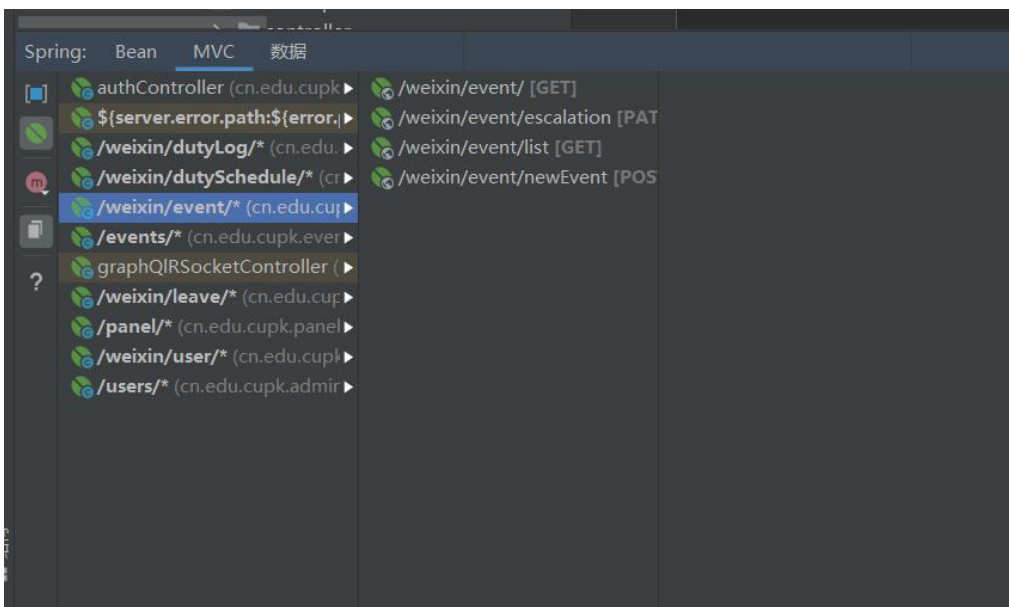 Spring: Bean MVC 数据
authController (cn.edu.cupk
${server.error.path:${error.
/weixin/dutyLog/* (cn.edu.
/weixin/dutySchedule/* (cr
/weixin/event/* (cn.edu.cup
/events/* (cn.edu.cupk.ever
graphQlRSocketController (
/weixin/leave/* (cn.edu.cup
/panel/* (cn.edu.cupk.panel
/weixin/user/* (cn.edu.cupk
/users/* (cn.edu.cupk.admir
/weixin/event/ [GET]
/weixin/event/escalation [PAT
/weixin/event/list [GET]
/weixin/event/newEvent [POS
?